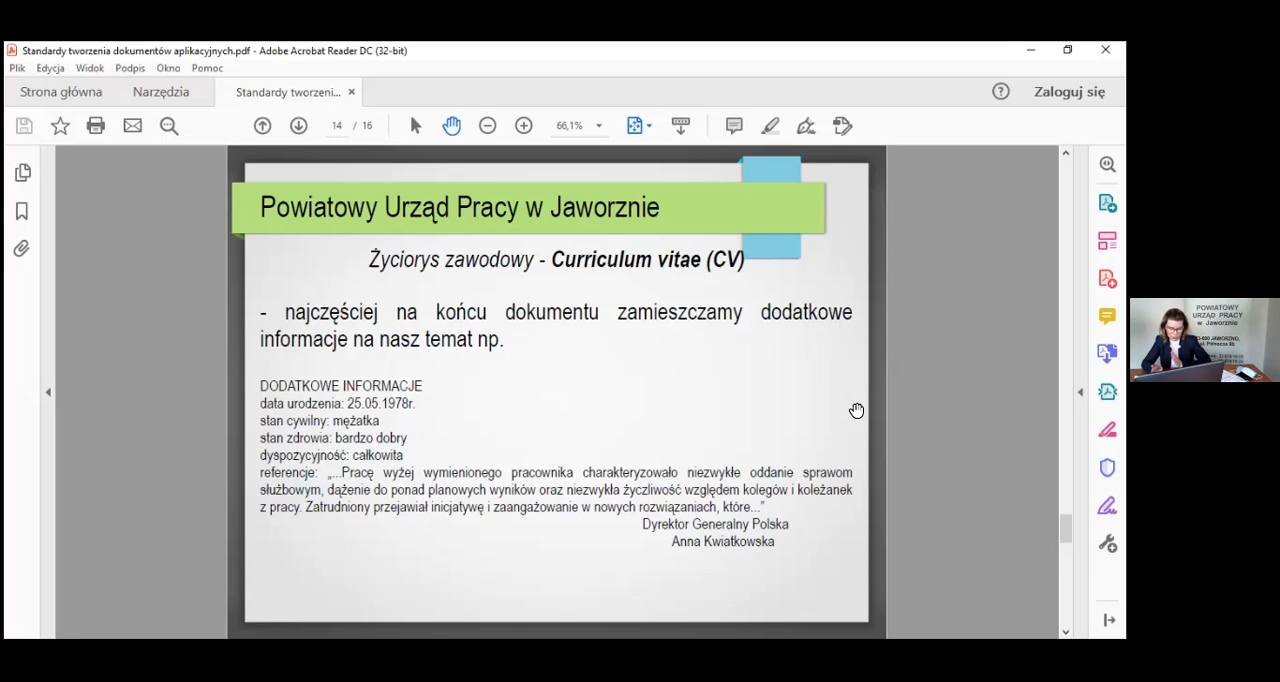 Standardy tworzenia dokumentów aplikacyjnych.pdf - Adobe Acrobat Reader DC (32-bit)
Plik Edycja Widok Podpis Okno Pomoc
Strona główna Narzędzia Standardy tworzeni... Zaloguj się
14 / 16 66,1%
Powiatowy Urząd Pracy w Jaworznie
Życiorys zawodowy - Curriculum vitae (CV)
- najczęściej na końcu dokumentu zamieszczamy dodatkowe
informacje na nasz temat np.
DODATKOWE INFORMACJE
data urodzenia: 25.05.1978r.
stan cywilny: mężatka
stan zdrowia: bardzo dobry
dyspozycyjność: całkowita
referencje: „...Pracę wyżej wymienionego pracownika charakteryzowało niezwykłe oddanie sprawom
służbowym, dążenie do ponad planowych wyników oraz niezwykła życzliwość względem kolegów i koleżanek
z pracy. Zatrudniony przejawiał inicjatywę i zaangażowanie w nowych rozwiązaniach, które...”
Dyrektor Generalny Polska
Anna Kwiatkowska
POWIATOWY
URZĄD PRACY
w Jaworznie
JAWORZNO,
ul. Północna 9b